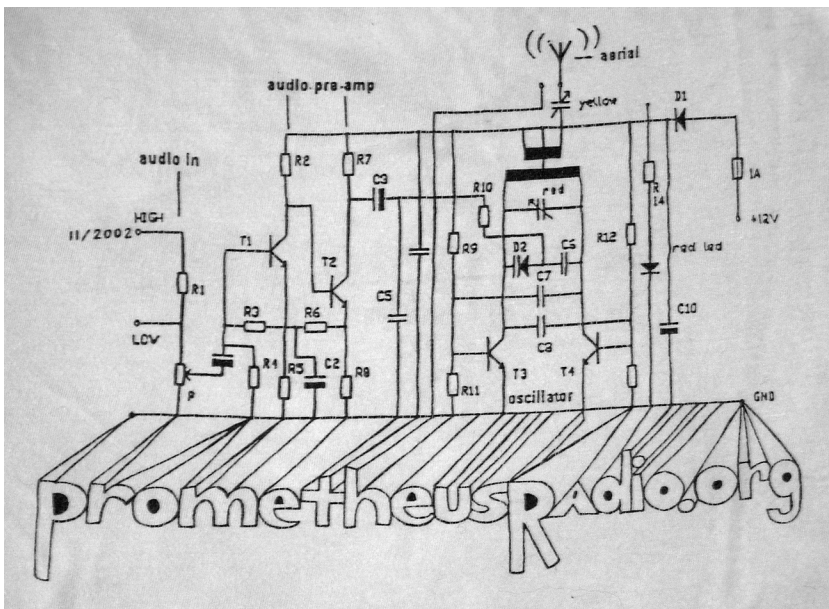 aerial
audio.pre-amp
yellow
D1
audio in
R2
R7
C3
R10
red
R 14
1A
HIGH
11/2002
T1
+12V
R9
D2
C6
R12
red led
T2
R1
C7
C5
R3
R6
C8
C10
LOW
R4
C2
T3
T4
P
R5
R8
R11
oscillator
GND
prometheusRadio.org